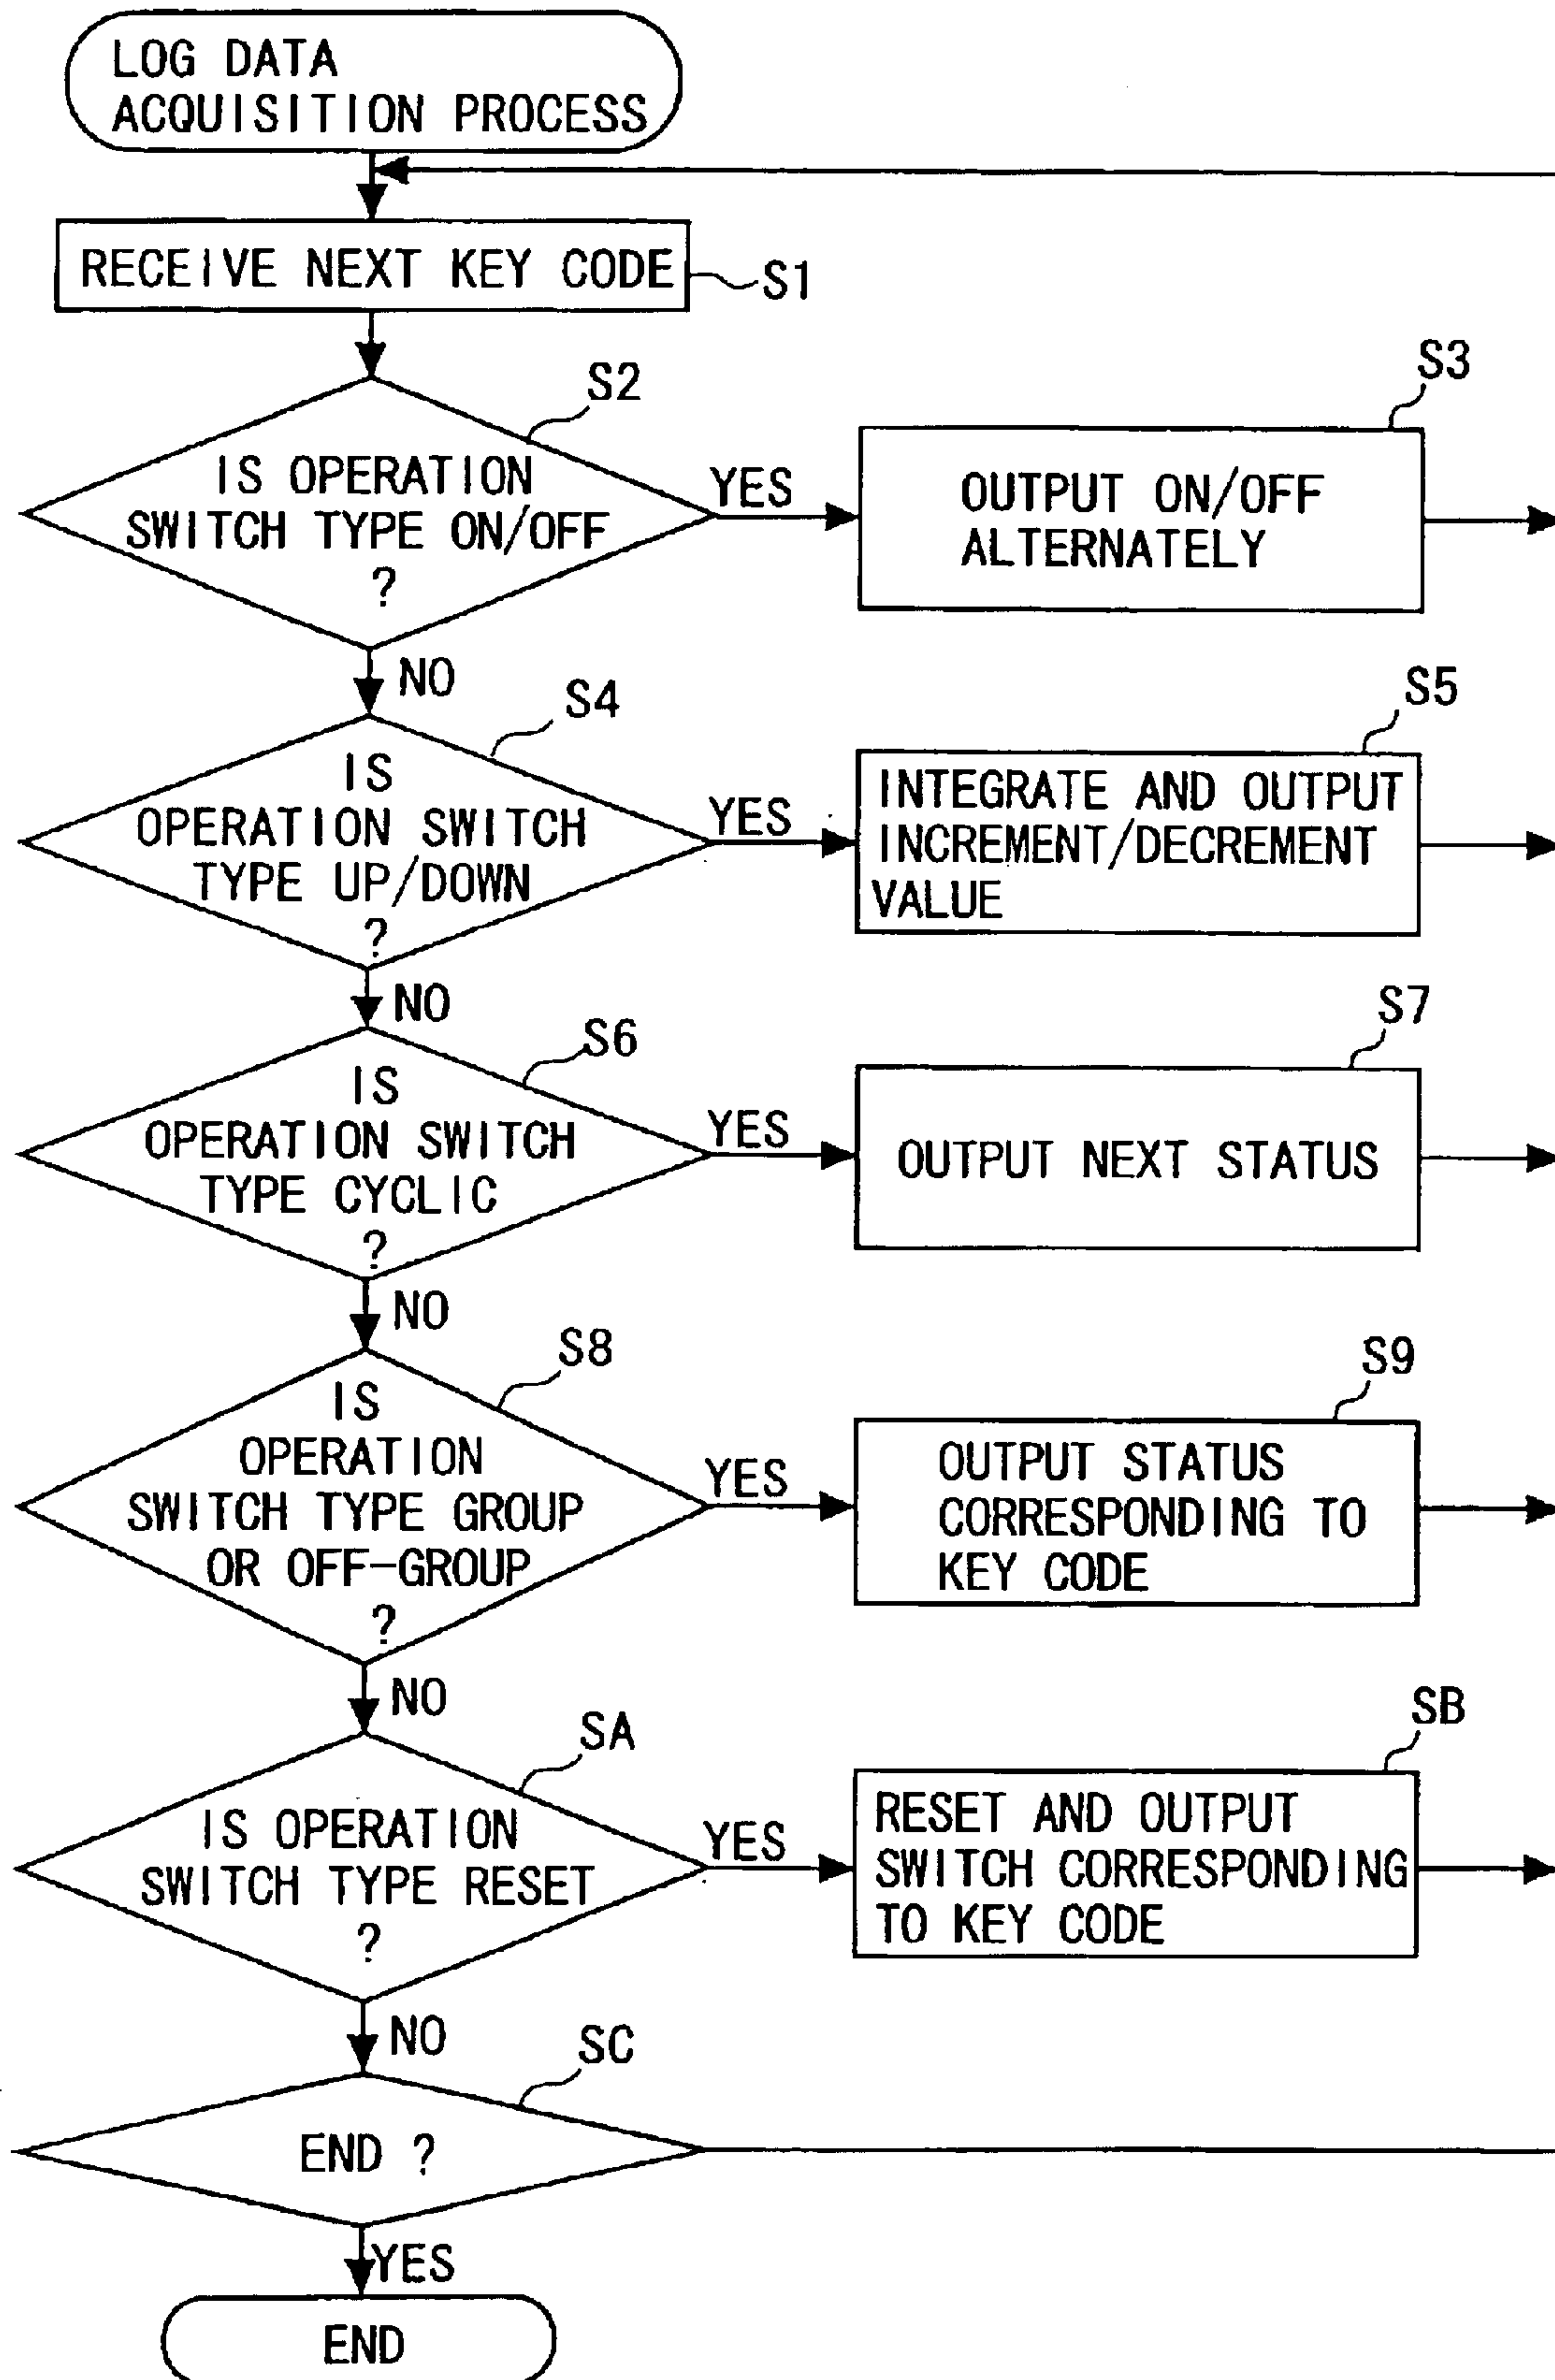 LOG DATA
ACQUISITION PROCESS
RECEIVE NEXT KEY CODE
S1
S2
IS OPERATION
SWITCH TYPE ON/OFF
?
YES
S3
OUTPUT ON/OFF
ALTERNATELY
NO
S4
IS
OPERATION SWITCH
TYPE UP/DOWN
?
YES
S5
INTEGRATE AND OUTPUT
INCREMENT/DECREMENT
VALUE
NO
S6
IS
OPERATION SWITCH
TYPE CYCLIC
?
YES
S7
OUTPUT NEXT STATUS
NO
S8
IS
OPERATION
SWITCH TYPE GROUP
OR OFF-GROUP
?
YES
S9
OUTPUT STATUS
CORRESPONDING TO
KEY CODE
NO
SA
IS OPERATION
SWITCH TYPE RESET
?
YES
SB
RESET AND OUTPUT
SWITCH CORRESPONDING
TO KEY CODE
NO
SC
END ?
YES
END